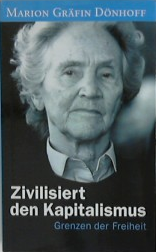 MARION GRÄFIN DÖNHOFF
Zivilisiert
den Kapitalismus
Grenzen der Freiheit